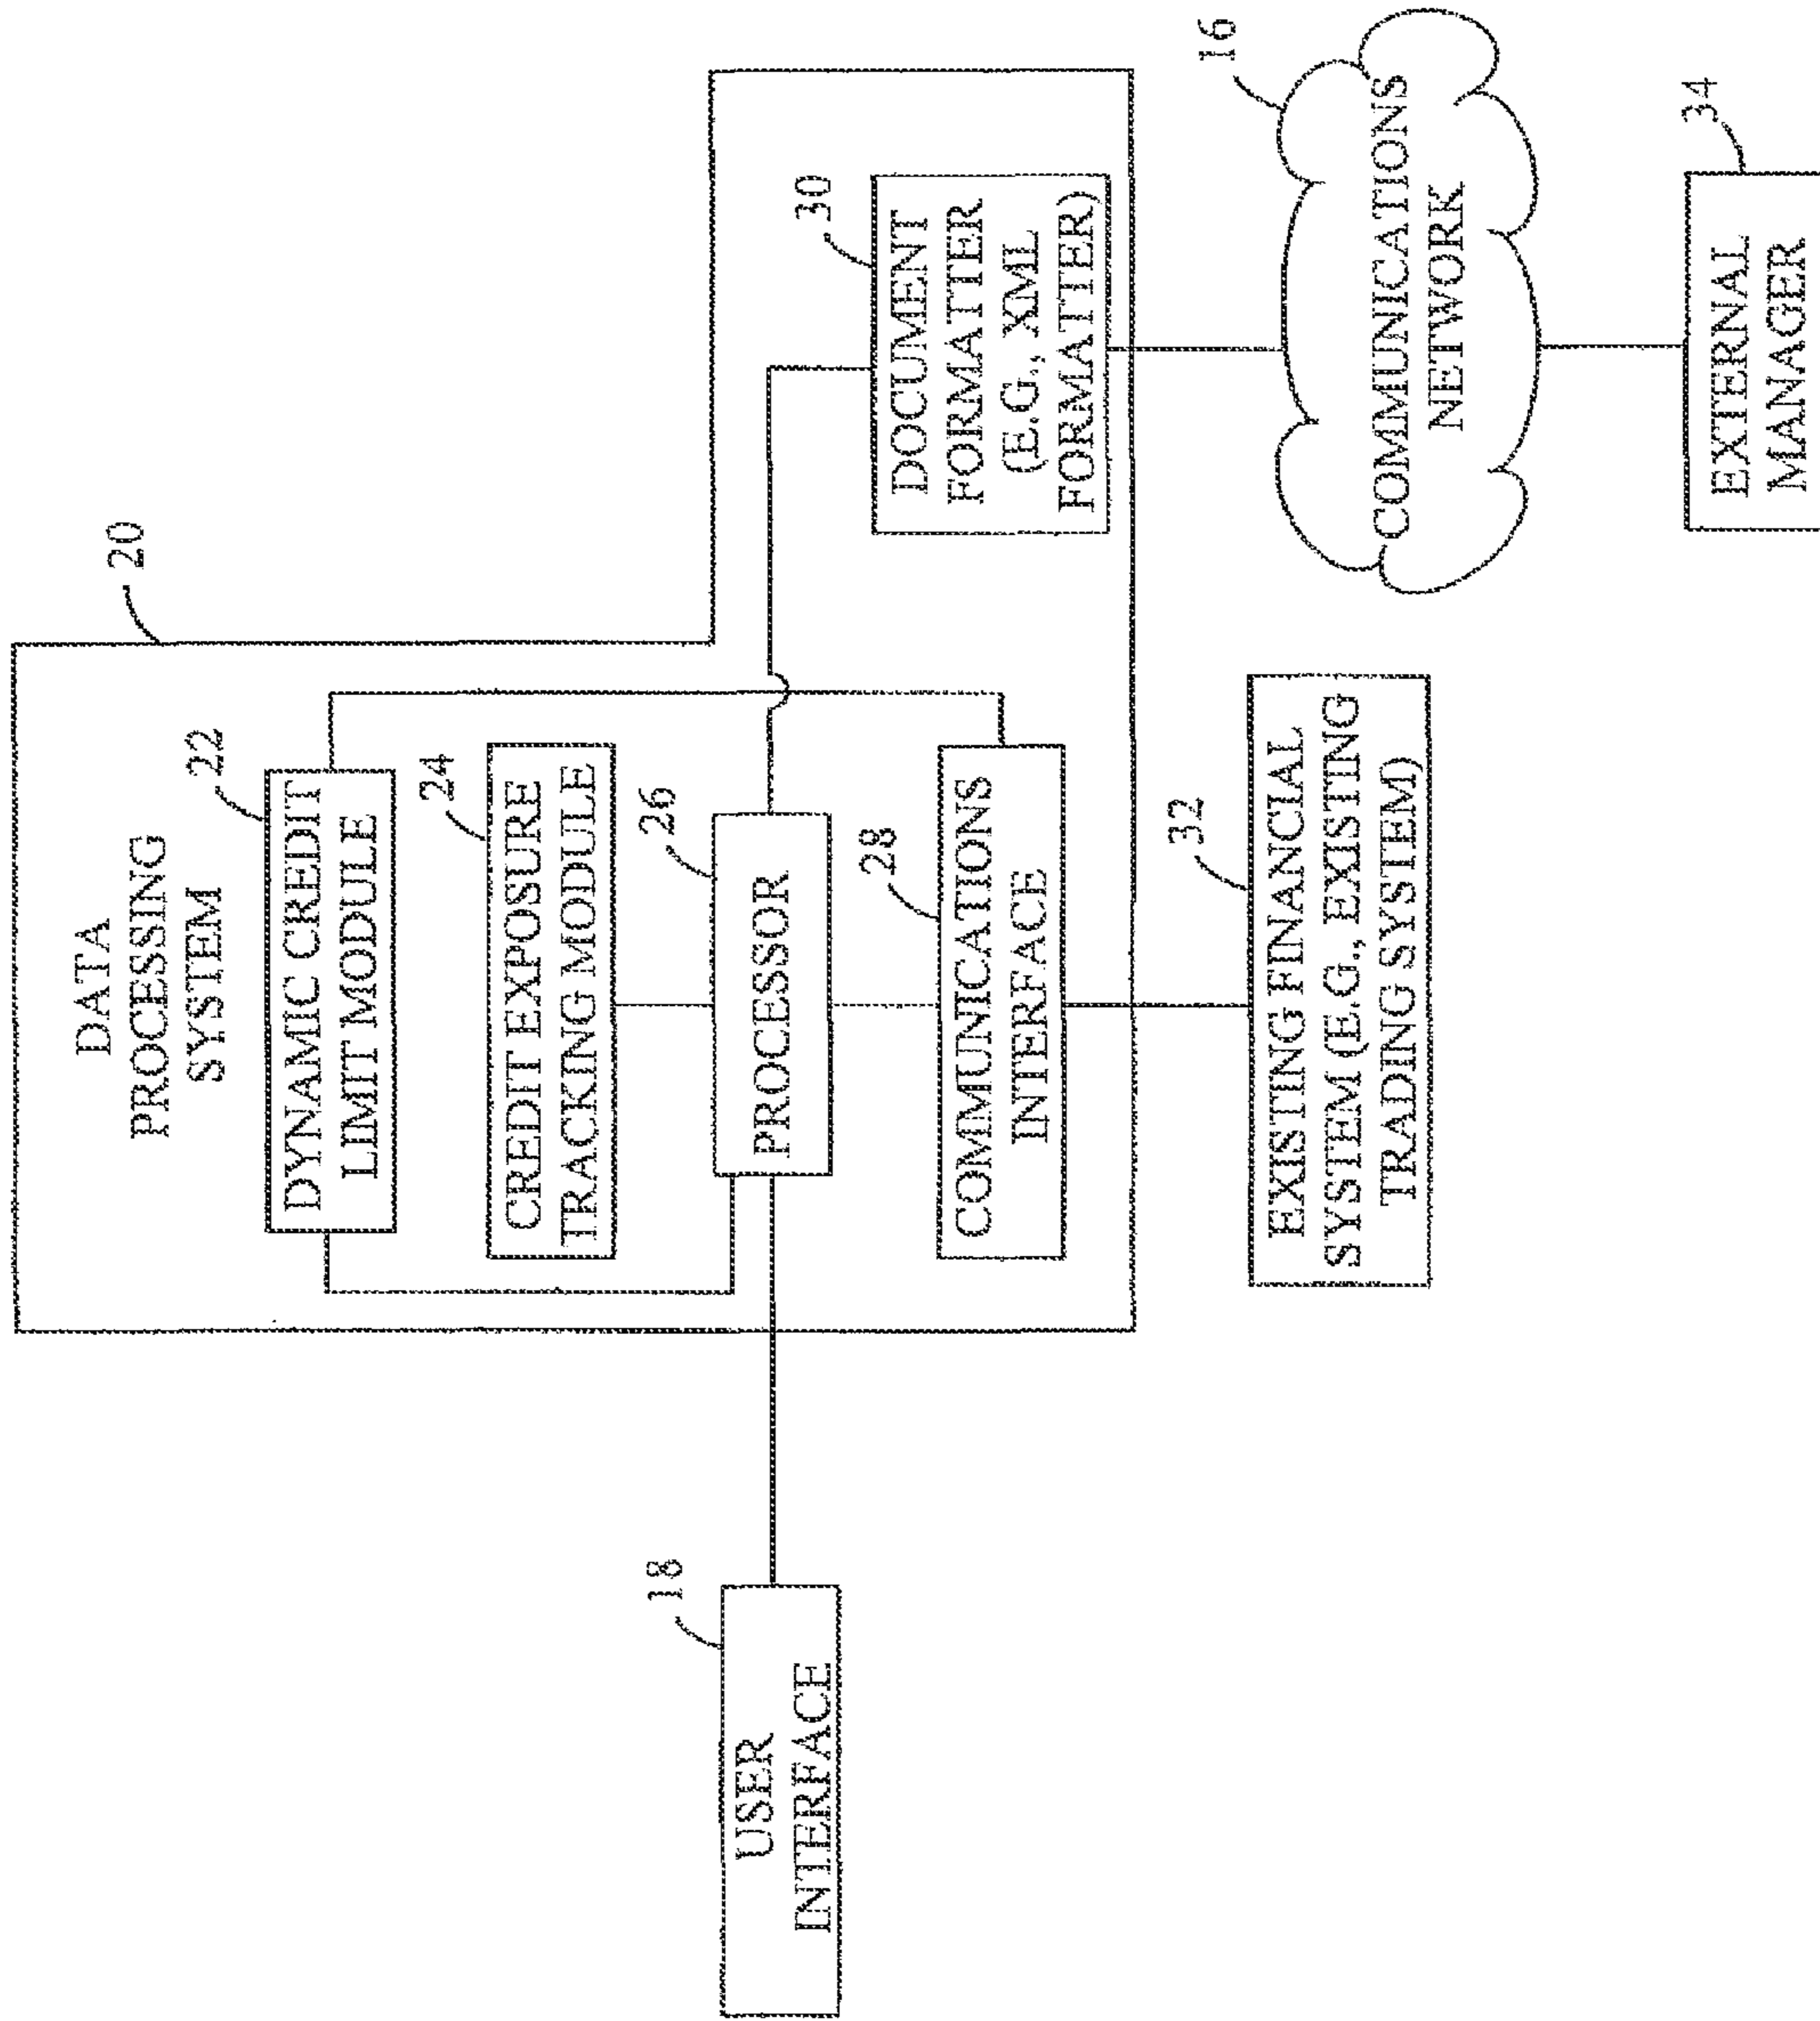 DATA
PROCESSING
SYSTEM
20
22
DYNAMIC CREDIT
LIMIT MODULE
24
CREDIT EXPOSURE
TRACKING MODULE
18
USER
INTERFACE
26
PROCESSOR
30
DOCUMENT
FORMATTER
(E.G., XML
FORMATTER)
28
COMMUNICATIONS
INTERFACE
32
EXISTING FINANCIAL
SYSTEM (E.G., EXISTING
TRADING SYSTEM)
16
COMMUNICATIONS
NETWORK
34
EXTERNAL
MANAGER